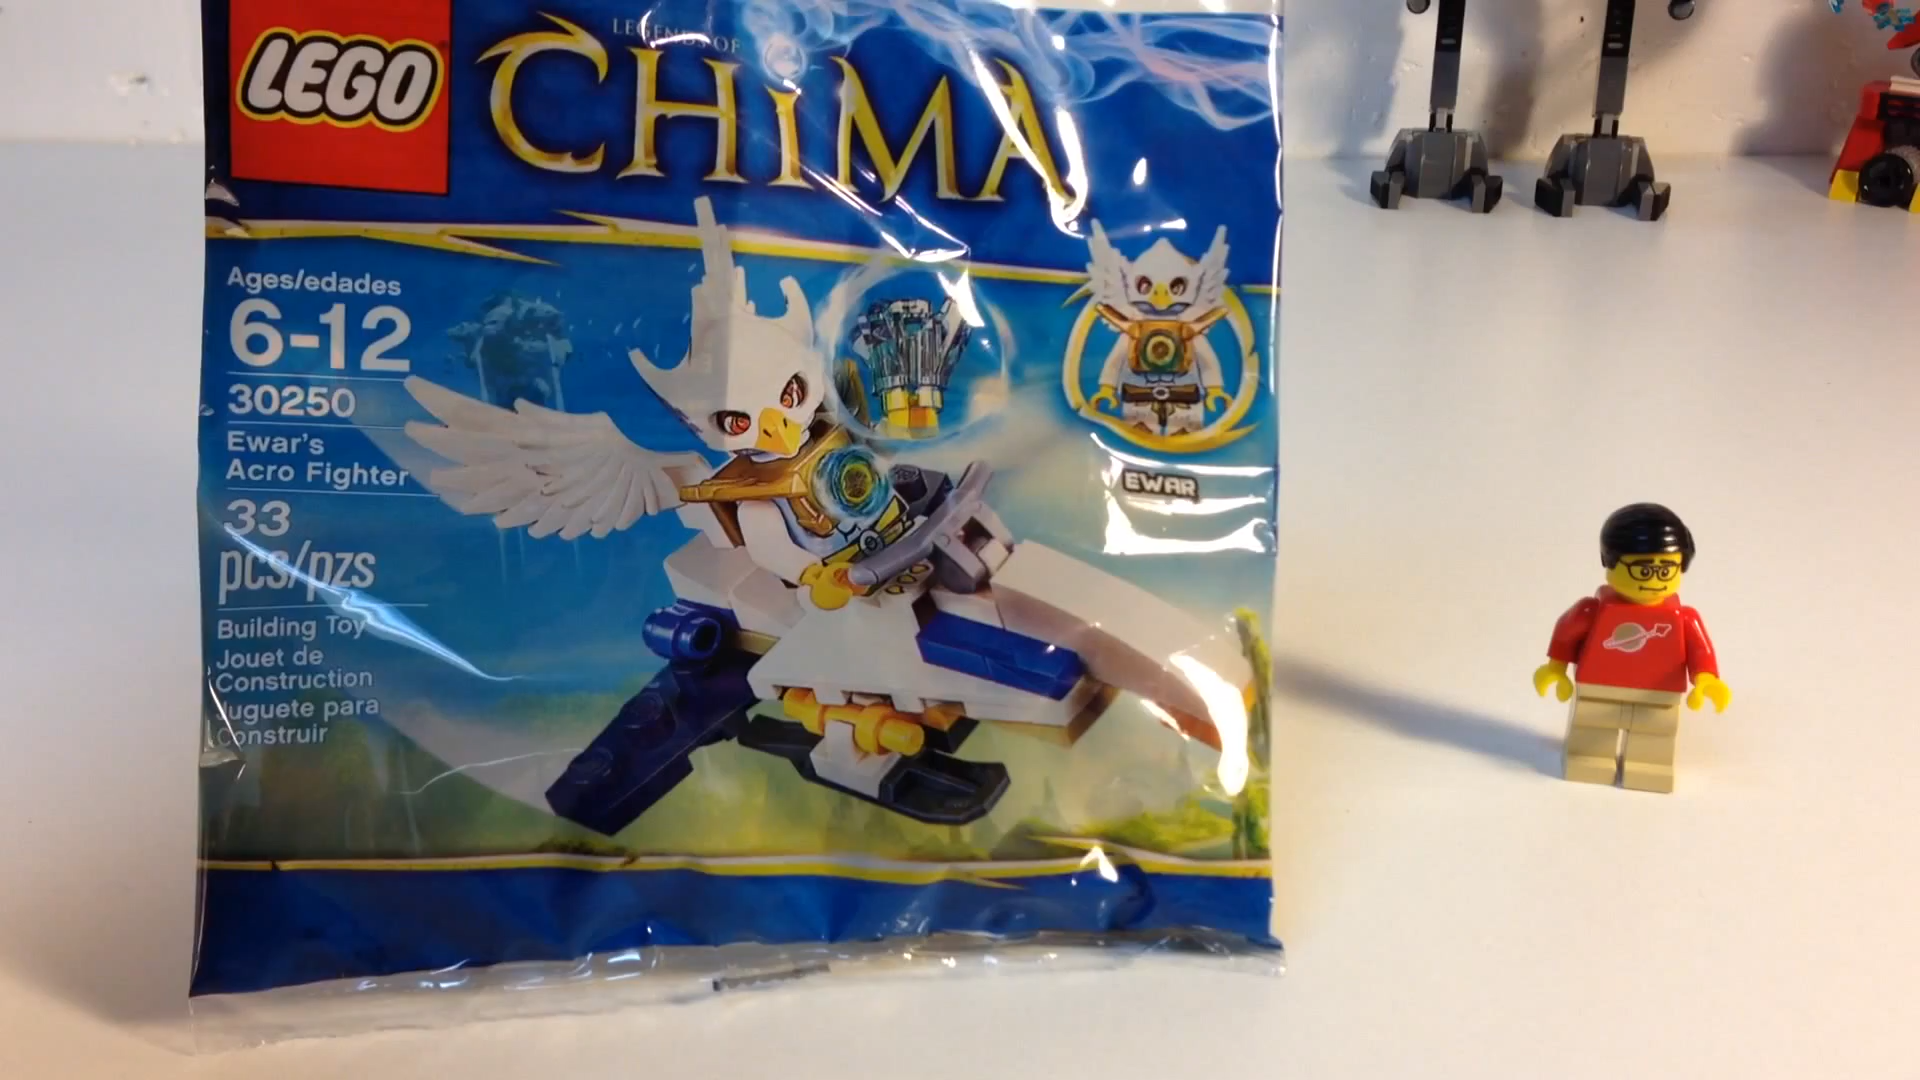 LEGO
LEGENDS OF
CHiMA
Ages/edades
6-12
30250
Ewar's
Acro Fighter
33
pcs/pzs
Building Toy
Jouet de
Construction
Juguete para
Construir
EWAR